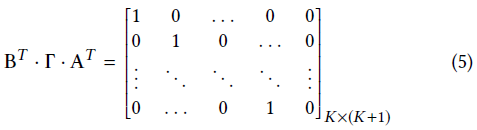 B^T · Γ · A^T = [1 0 … 0 0
0 1 0 … 0
⋮ ⋱ ⋱ ⋱ ⋮
0 … 0 1 0]_{K×(K+1)} (5)